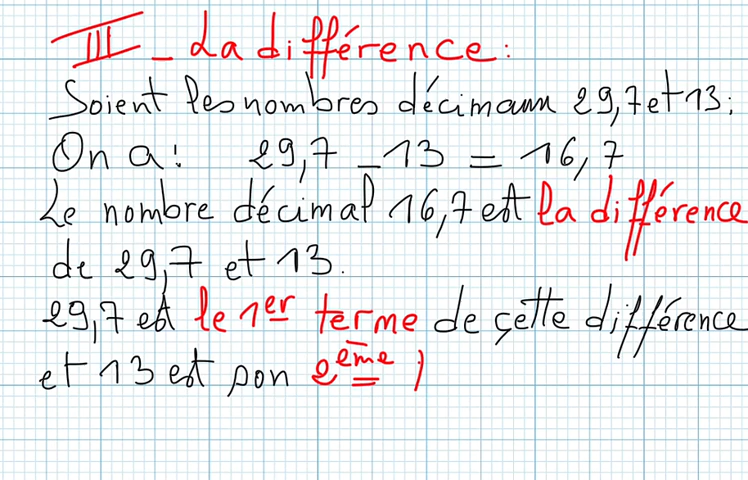 III _ La différence :
Soient les nombres décimaux 29,7 et 13 ;
On a : 29,7 - 13 = 16,7
Le nombre décimal 16,7 est la différence
de 29,7 et 13.
29,7 est le 1er terme de cette différence
et 13 est son 2ème